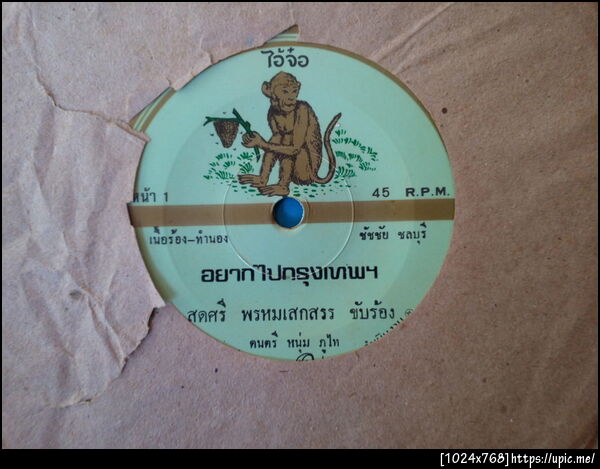 ไอ้จ๋อ
หน้า 1 45 R.P.M.
เนื้อร้อง-ทำนอง ชัชชัย ชลบุรี
อยากไปกรุงเทพฯ
สดศรี พรหมเสกสรร ขับร้อง
ดนตรี หนุ่ม ภูไท
[1024x768]https://upic.me/